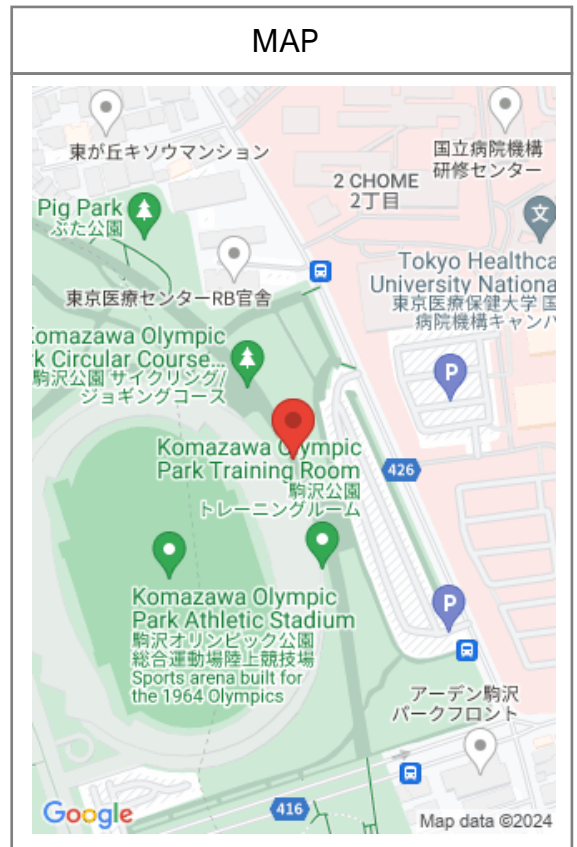 MAP
東が丘キソウマンション
国立病院機構
研修センター
2 CHOME
2丁目
Pig Park
ぶた公園
Tokyo Healthca
University Nationa
東京医療保健大学 国
病院機構キャンパ
東京医療センターRB官舎
Komazawa Olympic
k Circular Course...
駒沢公園 サイクリング/
ジョギングコース
P
Komazawa Olympic
Park Training Room
駒沢公園
トレーニングルーム
426
Komazawa Olympic
Park Athletic Stadium
駒沢オリンピック公園
総合運動場陸上競技場
Sports arena built for
the 1964 Olympics
P
アーデン駒沢
パークフロント
416
Google
Map data ©2024
文